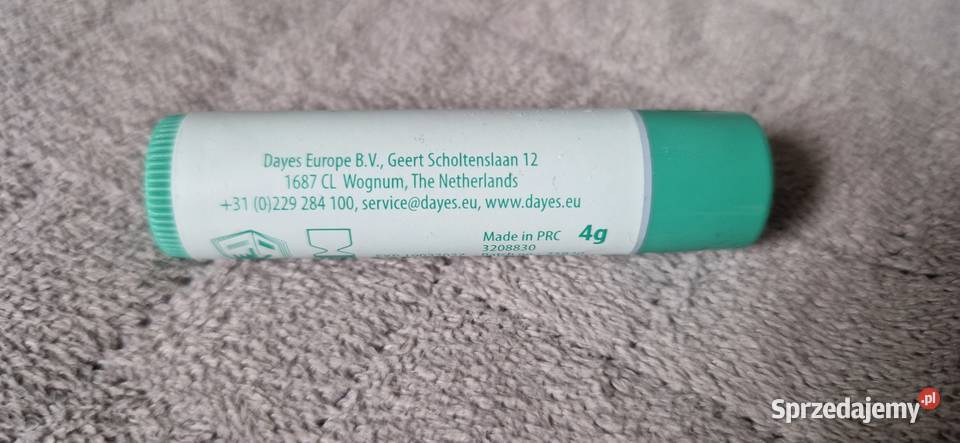 Dayes Europe B.V., Geert Scholtenslaan 12
1687 CL Wognum, The Netherlands
+31 (0)229 284 100, service@dayes.eu, www.dayes.eu
Made in PRC 4g
3208830
Sprzedajemy.pl